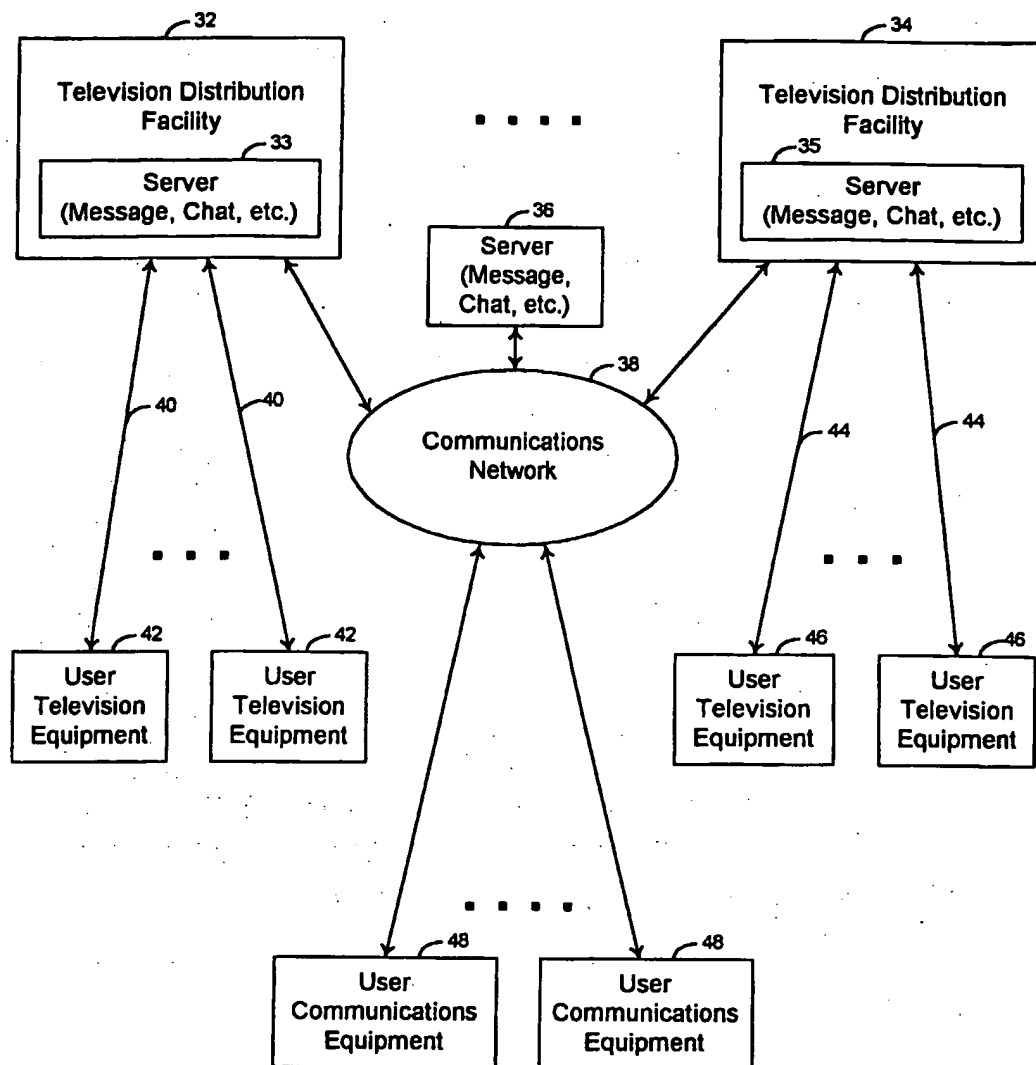 32
Television Distribution
Facility
33
Server
(Message, Chat, etc.)
34
Television Distribution
Facility
35
Server
(Message, Chat, etc.)
36
Server
(Message,
Chat, etc.)
38
Communications
Network
40
40
44
44
42
User
Television
Equipment
42
User
Television
Equipment
46
User
Television
Equipment
46
User
Television
Equipment
48
User
Communications
Equipment
48
User
Communications
Equipment